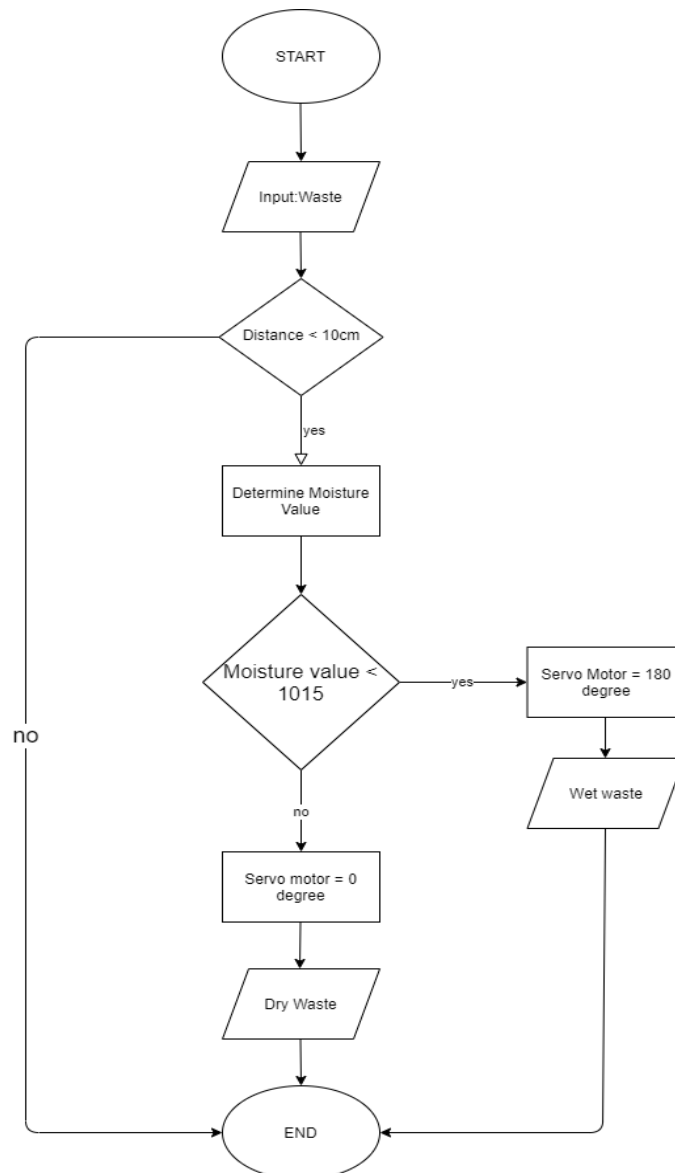 START
Input:Waste
Distance < 10cm
yes
Determine Moisture
Value
Moisture value <
1015
yes
Servo Motor = 180
degree
no
Wet waste
no
Servo motor = 0
degree
Dry Waste
END